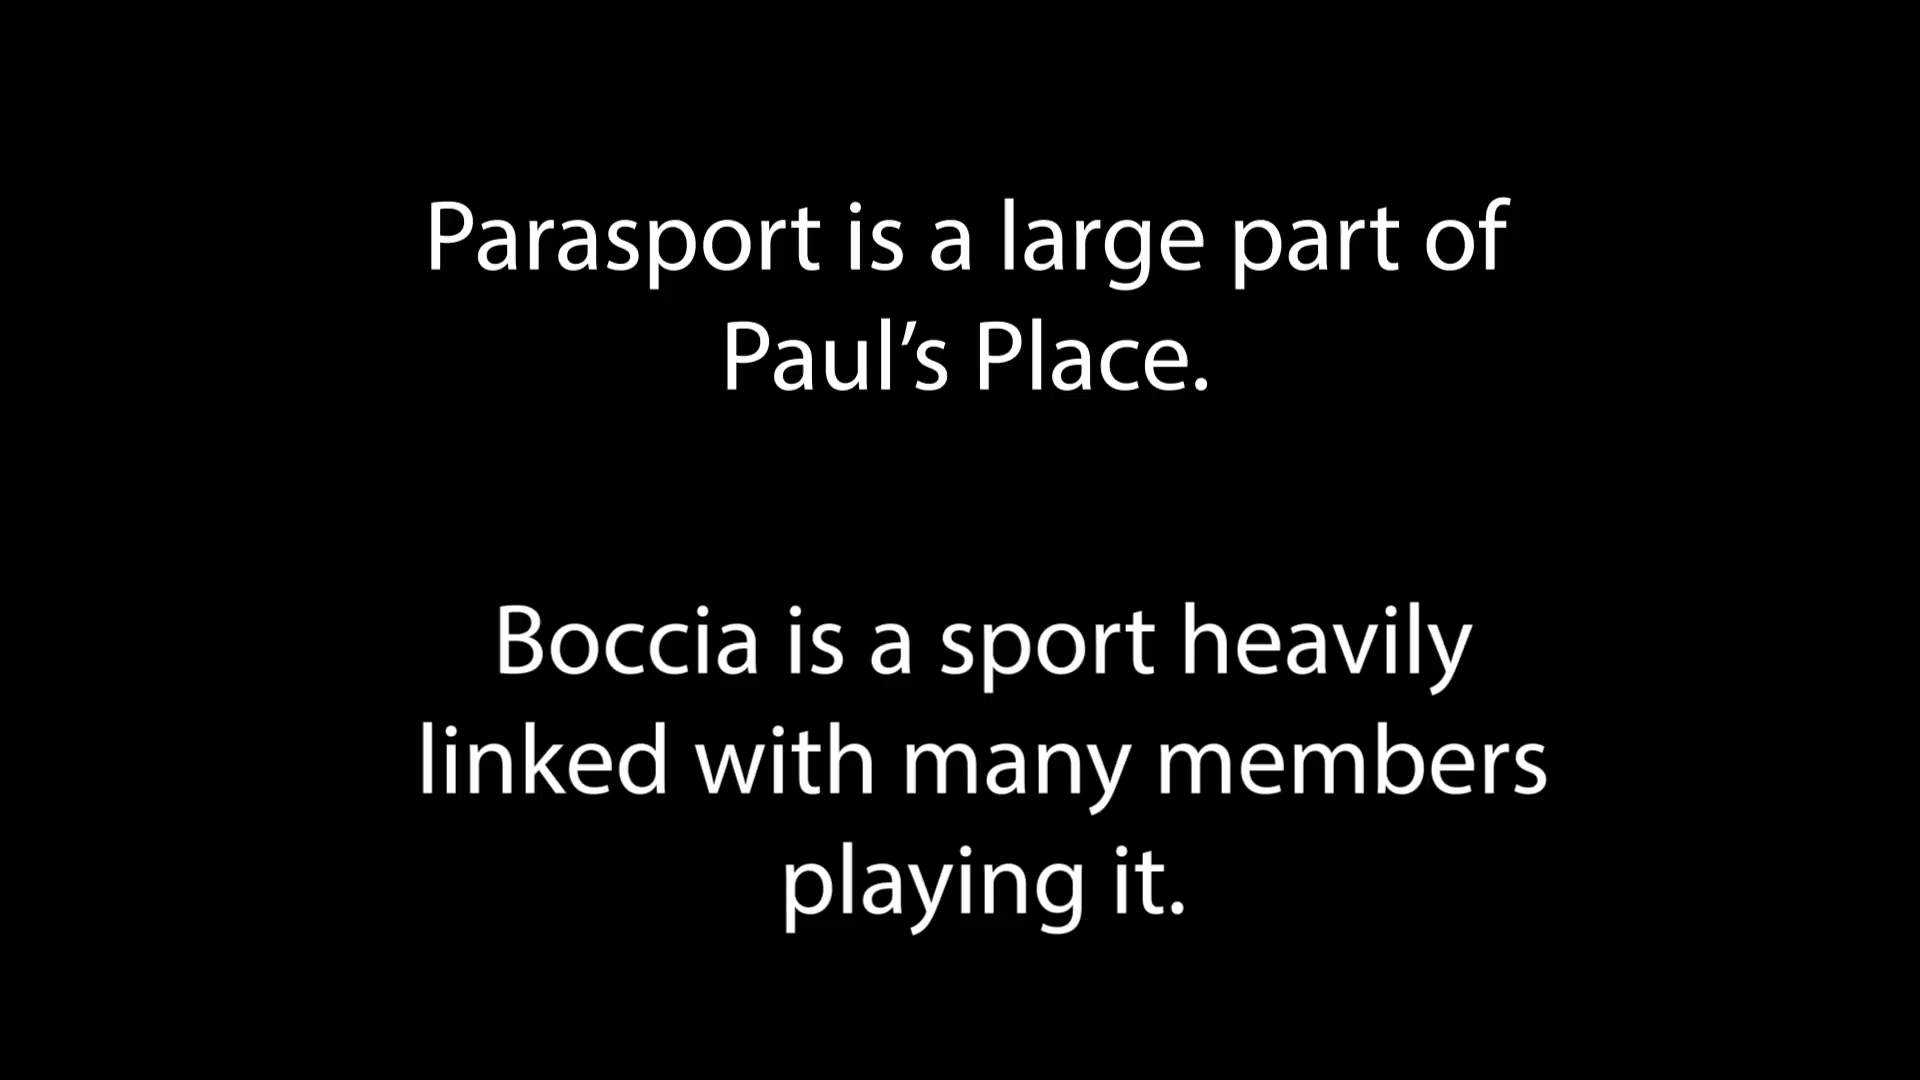 Parasport is a large part of
Paul’s Place.
Boccia is a sport heavily
linked with many members
playing it.